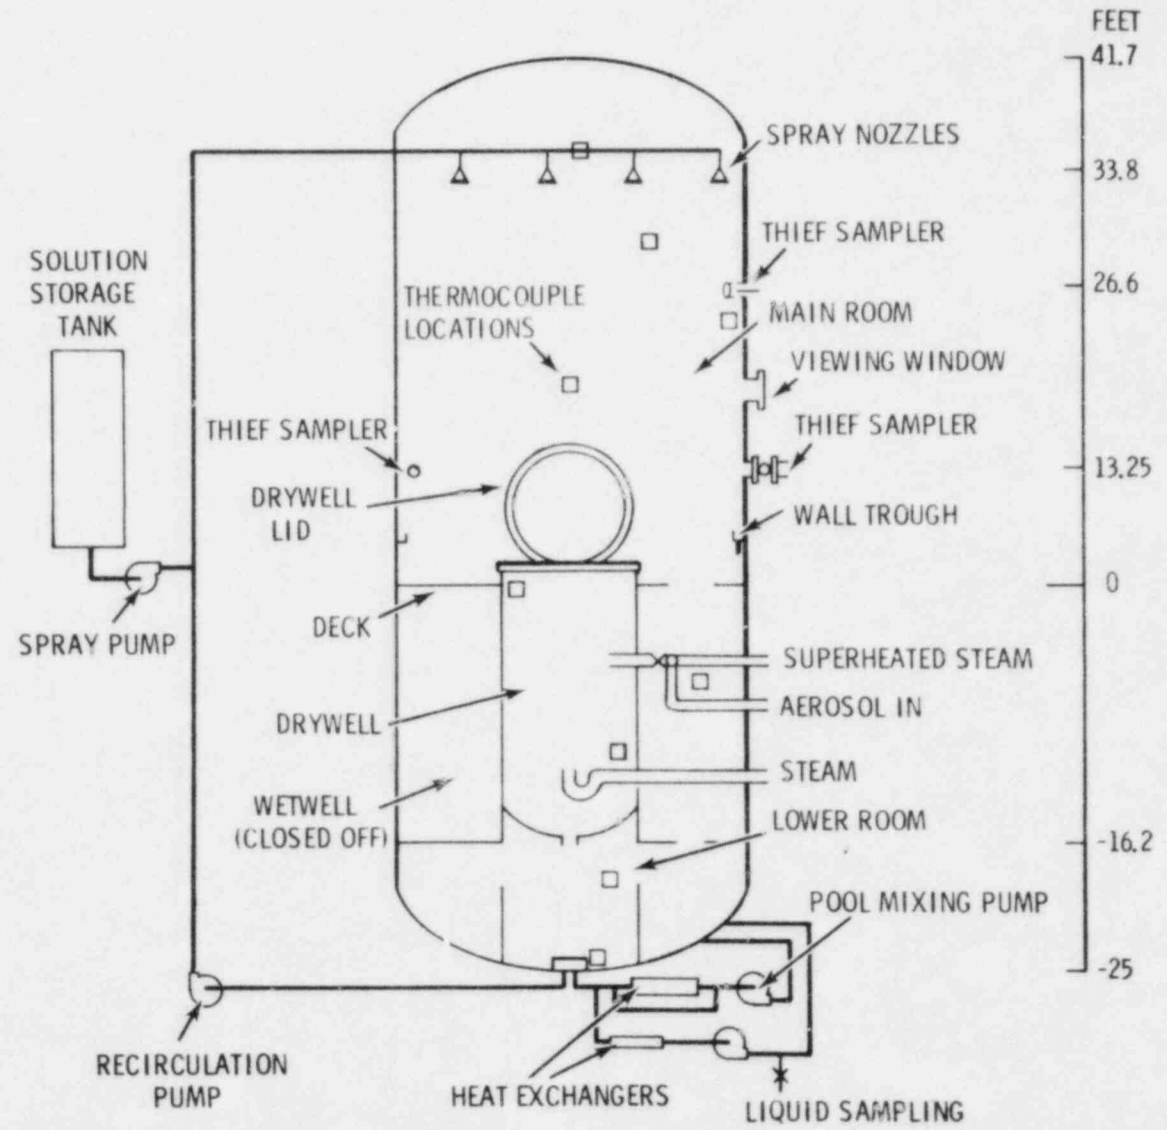 FEET
41.7
SPRAY NOZZLES
33.8
THIEF SAMPLER
SOLUTION
STORAGE
TANK
26.6
THERMOCOUPLE
LOCATIONS
MAIN ROOM
VIEWING WINDOW
THIEF SAMPLER
THIEF SAMPLER
13.25
DRYWELL
LID
WALL TROUGH
0
DECK
SPRAY PUMP
SUPERHEATED STEAM
AEROSOL IN
DRYWELL
STEAM
WETWELL
(CLOSED OFF)
LOWER ROOM
-16.2
POOL MIXING PUMP
-25
RECIRCULATION
PUMP
HEAT EXCHANGERS
LIQUID SAMPLING